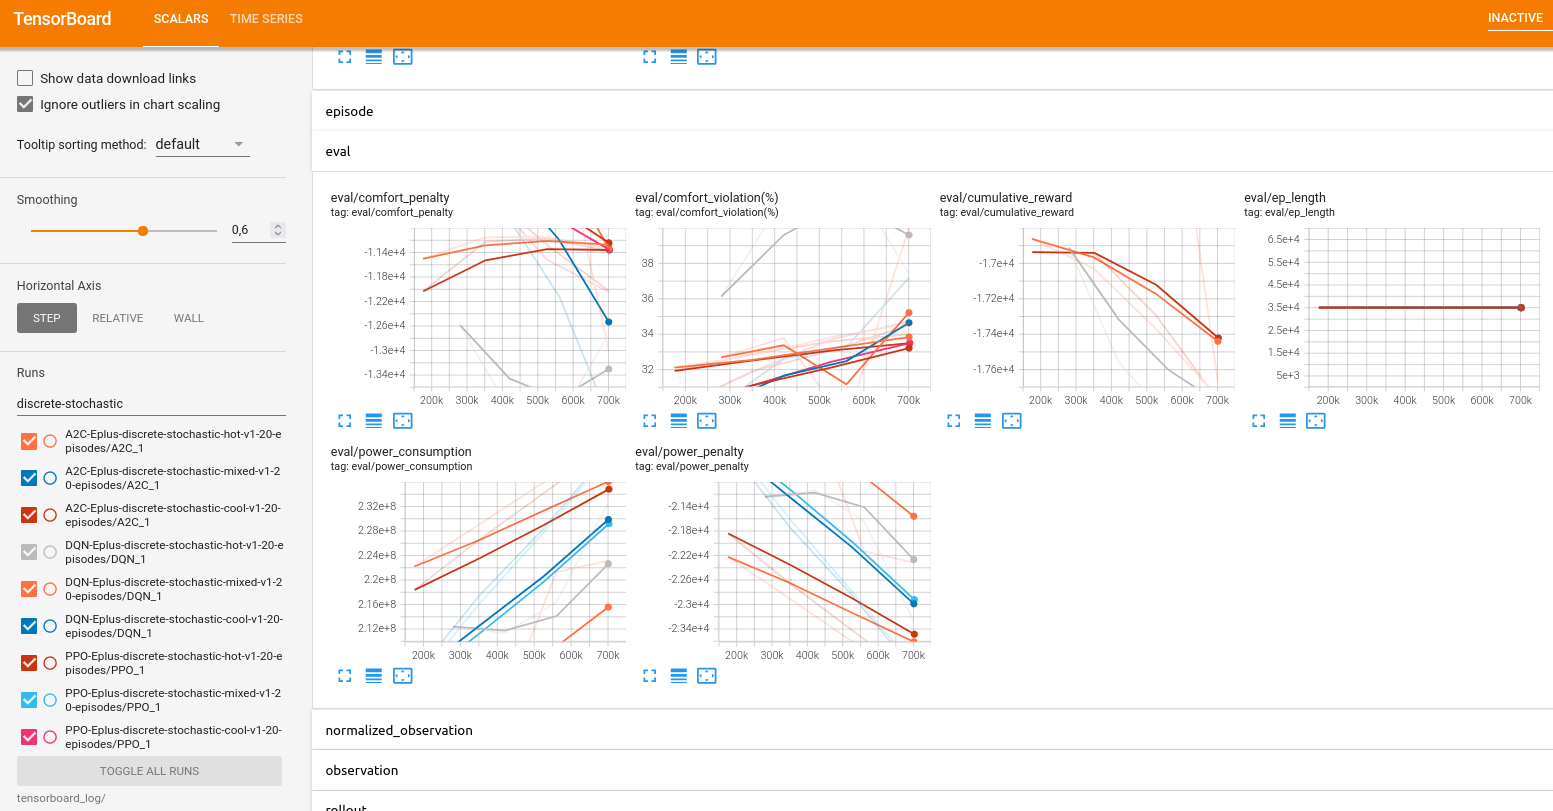 TensorBoard
SCALARS
TIME SERIES
INACTIVE
Show data download links
Ignore outliers in chart scaling
Tooltip sorting method: default
Smoothing
0,6
Horizontal Axis
STEP
RELATIVE
WALL
Runs
discrete-stochastic
A2C-Eplus-discrete-stochastic-hot-v1-20-e
pisodes/A2C_1
A2C-Eplus-discrete-stochastic-mixed-v1-2
0-episodes/A2C_1
A2C-Eplus-discrete-stochastic-cool-v1-20-
episodes/A2C_1
DQN-Eplus-discrete-stochastic-hot-v1-20-e
pisodes/DQN_1
DQN-Eplus-discrete-stochastic-mixed-v1-2
0-episodes/DQN_1
DQN-Eplus-discrete-stochastic-cool-v1-20-
episodes/DQN_1
PPO-Eplus-discrete-stochastic-hot-v1-20-e
pisodes/PPO_1
PPO-Eplus-discrete-stochastic-mixed-v1-2
0-episodes/PPO_1
PPO-Eplus-discrete-stochastic-cool-v1-20-
episodes/PPO_1
TOGGLE ALL RUNS
tensorboard_log/
episode
eval
eval/comfort_penalty
tag: eval/comfort_penalty
-1.14e+4
-1.18e+4
-1.22e+4
-1.26e+4
-1.3e+4
-1.34e+4
200k 300k 400k 500k 600k 700k
eval/comfort_violation(%)
tag: eval/comfort_violation(%)
38
36
34
32
300k 400k 500k 600k 700k
eval/cumulative_reward
tag: eval/cumulative_reward
-1.7e+4
-1.72e+4
-1.74e+4
-1.76e+4
200k 300k 400k 500k 600k 700k
eval/ep_length
tag: eval/ep_length
6.5e+4
5.5e+4
4.5e+4
3.5e+4
2.5e+4
1.5e+4
5e+3
200k 300k 400k 500k 600k 700k
eval/power_consumption
tag: eval/power_consumption
2.32e+8
2.28e+8
2.24e+8
2.2e+8
2.16e+8
2.12e+8
200k 300k 400k 500k 600k 700k
eval/power_penalty
tag: eval/power_penalty
-2.14e+4
-2.18e+4
-2.22e+4
-2.26e+4
-2.3e+4
-2.34e+4
200k 300k 400k 500k 600k 700k
normalized_observation
observation
rollout